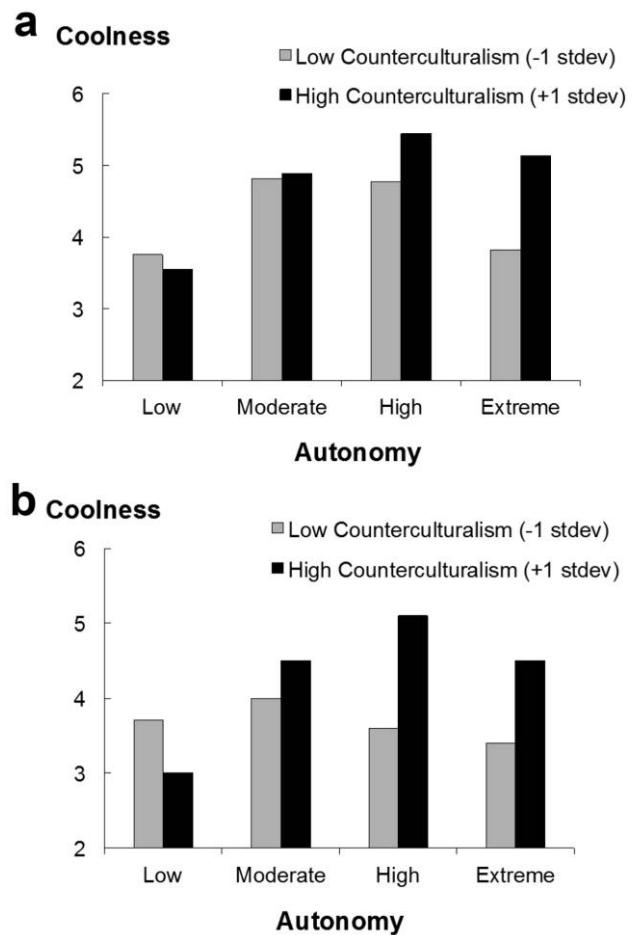 a Coolness
Low Counterculturalism (-1 stdev)
High Counterculturalism (+1 stdev)
6
5
4
3
2
Low Moderate High Extreme
Autonomy
b Coolness
Low Counterculturalism (-1 stdev)
High Counterculturalism (+1 stdev)
6
5
4
3
2
Low Moderate High Extreme
Autonomy